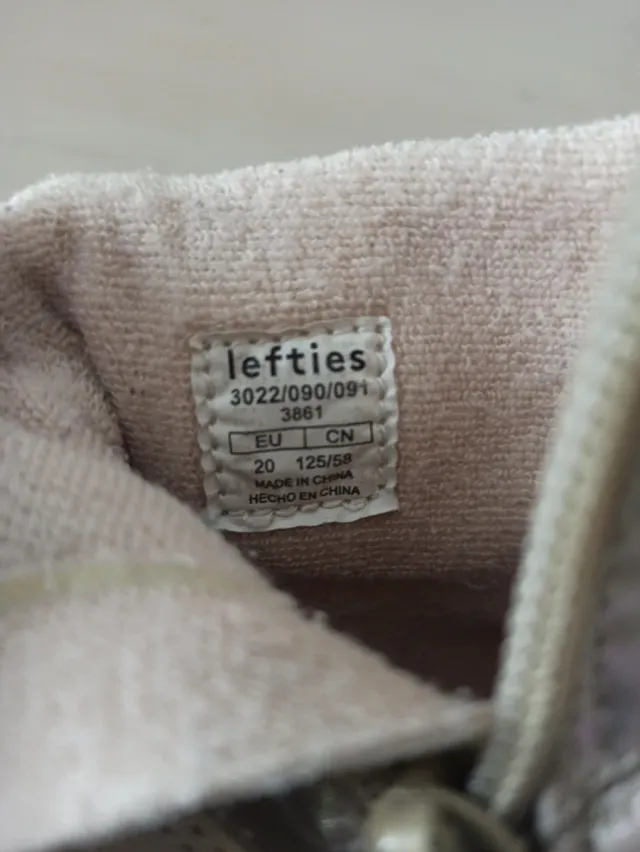 lefties
3022/090/091
3861
EU CN
20 125/58
MADE IN CHINA
HECHO EN CHINA